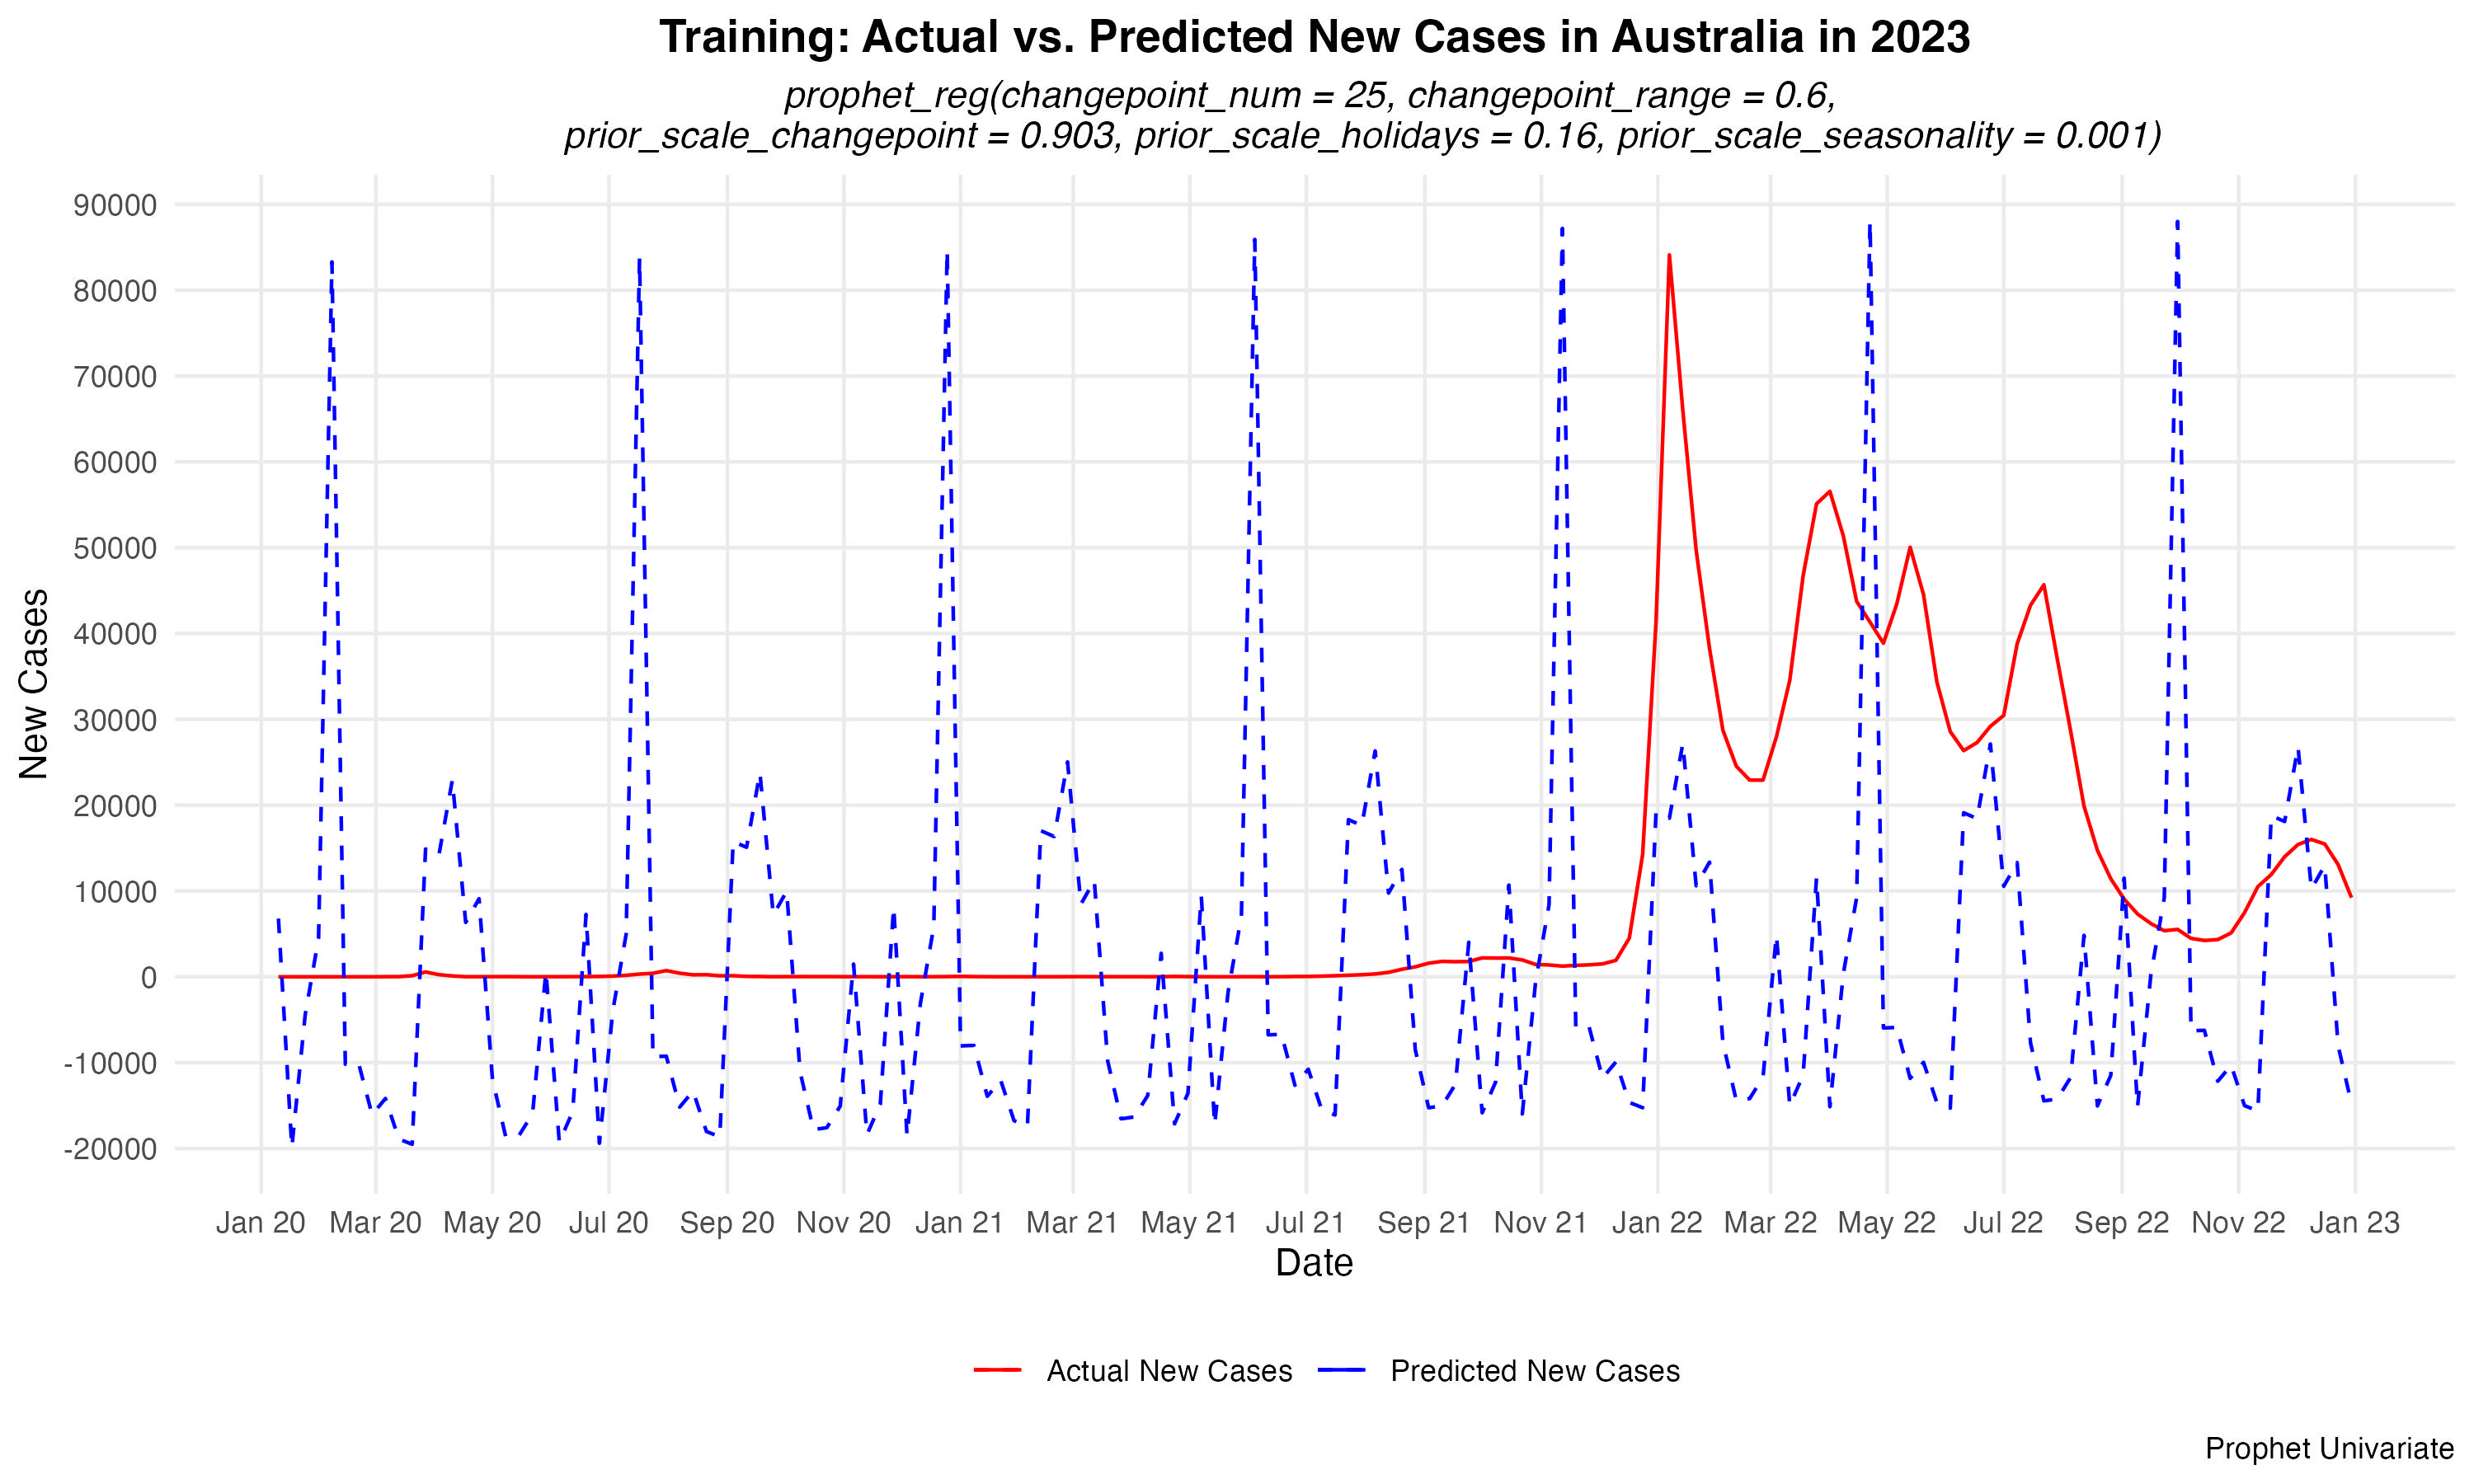 Training: Actual vs. Predicted New Cases in Australia in 2023
prophet_reg(changepoint_num = 25, changepoint_range = 0.6,
prior_scale_changepoint = 0.903, prior_scale_holidays = 0.16, prior_scale_seasonality = 0.001)
New Cases
90000
80000
70000
60000
50000
40000
30000
20000
10000
0
-10000
-20000
Jan 20 Mar 20 May 20 Jul 20 Sep 20 Nov 20 Jan 21 Mar 21 May 21 Jul 21 Sep 21 Nov 21 Jan 22 Mar 22 May 22 Jul 22 Sep 22 Nov 22 Jan 23
Date
Actual New Cases Predicted New Cases
Prophet Univariate